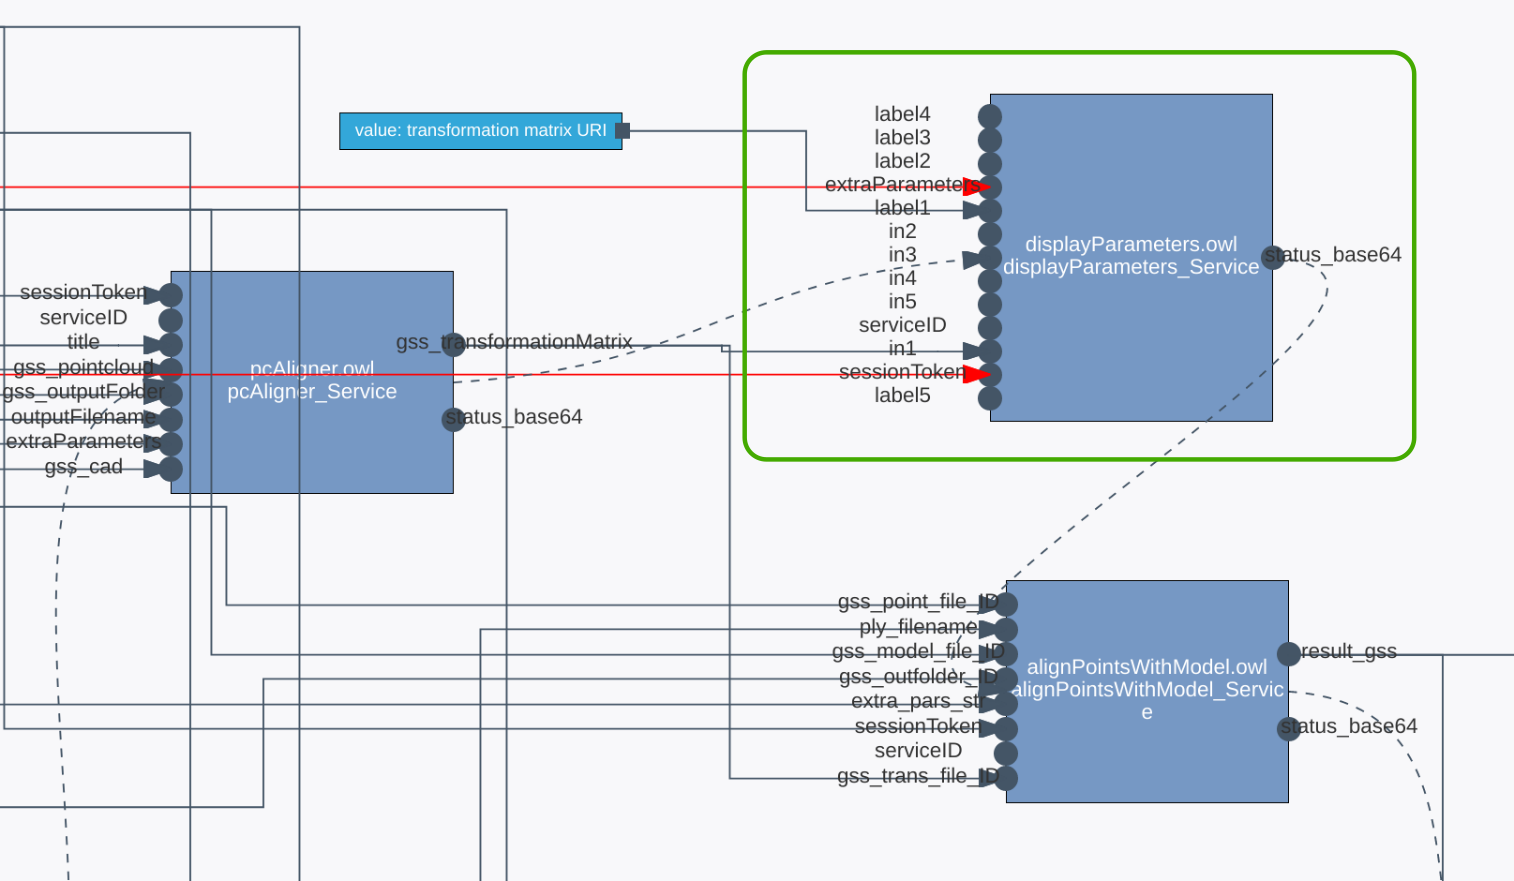 value: transformation matrix URI
label4
label3
label2
extraParameters
label1
in2
in3
in4
in5
serviceID
in1
sessionToken
label5
displayParameters.owl
displayParameters_Service
status_base64
sessionToken
serviceID
title
gss_pointcloud
gss_outputFolder
outputFilename
extraParameters
gss_cad
pcAligner.owl
pcAligner_Service
gss_transformationMatrix
status_base64
gss_point_file_ID
ply_filename
gss_model_file_ID
gss_outfolder_ID
extra_pars_str
sessionToken
serviceID
gss_trans_file_ID
alignPointsWithModel.owl
alignPointsWithModel_Servic
e
result_gss
status_base64